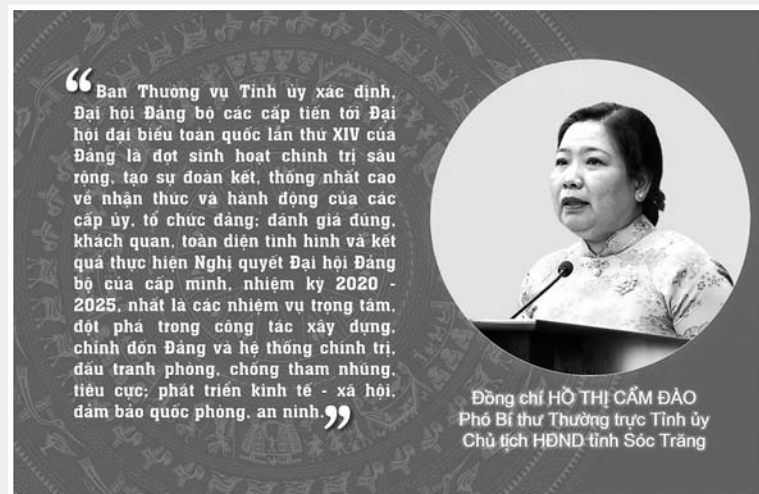 “ Ban Thường vụ Tỉnh ủy xác định,
Đại hội Đảng bộ các cấp tiến tới Đại
hội đại biểu toàn quốc lần thứ XIV của
Đảng là đợt sinh hoạt chính trị sâu
rộng, tạo sự đoàn kết, thống nhất cao
về nhận thức và hành động của các
cấp ủy, tổ chức đảng; đánh giá đúng,
khách quan, toàn diện tình hình và kết
quả thực hiện Nghị quyết Đại hội Đảng
bộ của cấp mình, nhiệm kỳ 2020 -
2025, nhất là các nhiệm vụ trọng tâm,
đột phá trong công tác xây dựng,
chỉnh đốn Đảng và hệ thống chính trị,
đấu tranh phòng, chống tham nhũng,
tiêu cực; phát triển kinh tế - xã hội,
đảm bảo quốc phòng, an ninh.”
Đồng chí HỒ THỊ CẨM ĐÀO
Phó Bí thư Thường trực Tỉnh ủy
Chủ tịch HĐND tỉnh Sóc Trăng